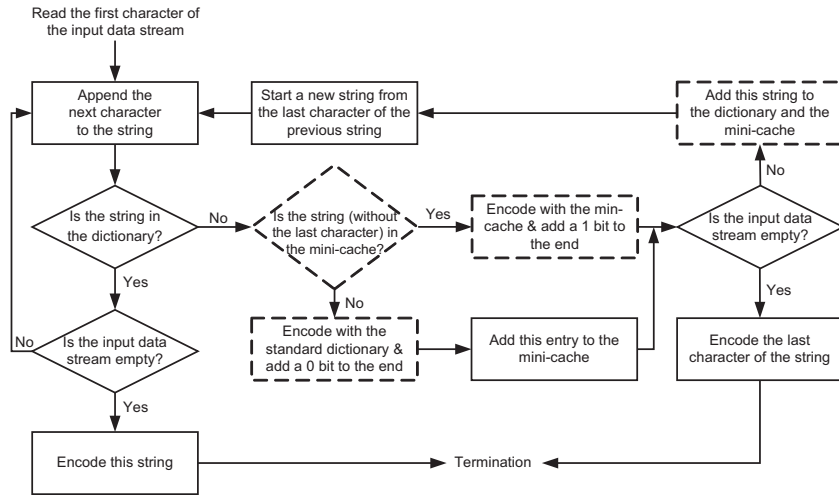 Read the first character of
the input data stream
Append the
next character
to the string
Start a new string from
the last character of the
previous string
Add this string to
the dictionary and the
mini-cache
No
Is the string in
the dictionary?
No
Is the string (without
the last character) in
the mini-cache?
Yes
Encode with the min-
cache & add a 1 bit to
the end
Is the input data
stream empty?
Yes
No
Yes
No
Is the input data
stream empty?
Encode with the
standard dictionary &
add a 0 bit to the end
Add this entry to the
mini-cache
Encode the last
character of the string
Yes
Encode this string
Termination